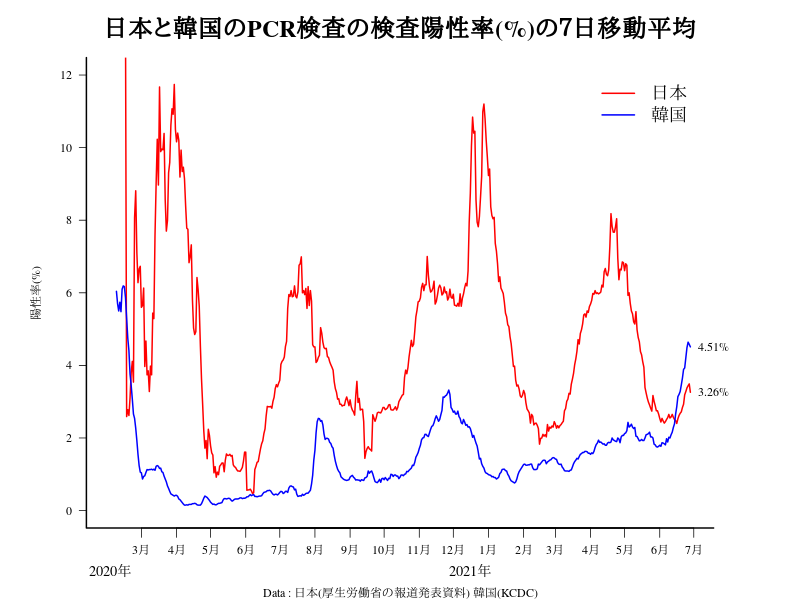 日本と韓国のPCR検査の検査陽性率(%)の7日移動平均
日本
韓国
陽性率(%)
12
10
8
6
4
2
0
4.51%
3.26%
3月 4月 5月 6月 7月 8月 9月 10月 11月 12月 1月 2月 3月 4月 5月 6月 7月
2020年 2021年
Data : 日本(厚生労働省の報道発表資料) 韓国(KCDC)